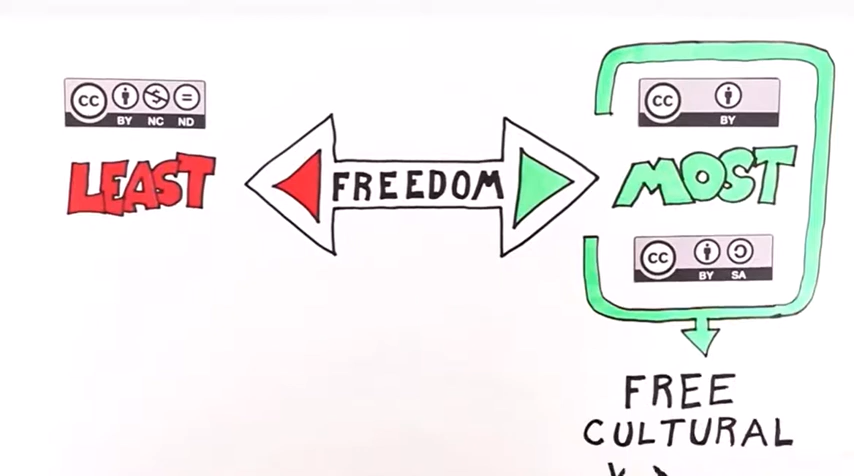 CC
BY NC ND
LEAST
FREEDOM
CC
BY
MOST
CC
BY SA
FREE
CULTURAL